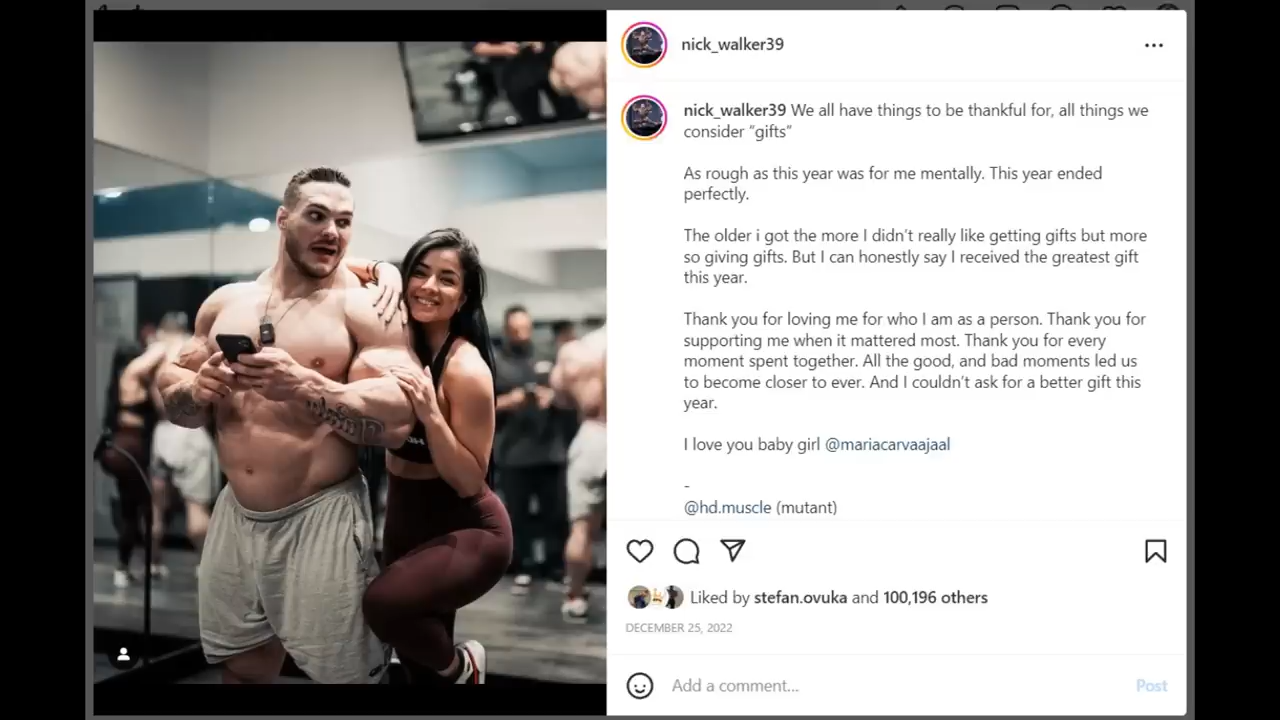 nick_walker39
nick_walker39 We all have things to be thankful for, all things we
consider “gifts”
As rough as this year was for me mentally. This year ended
perfectly.
The older i got the more I didn't really like getting gifts but more
so giving gifts. But I can honestly say I received the greatest gift
this year.
Thank you for loving me for who I am as a person. Thank you for
supporting me when it mattered most. Thank you for every
moment spent together. All the good, and bad moments led us
to become closer to ever. And I couldn't ask for a better gift this
year.
I love you baby girl @mariacarvaajaal
-
@hd.muscle (mutant)
Liked by stefan.ovuka and 100,196 others
DECEMBER 25, 2022
Add a comment...
Post